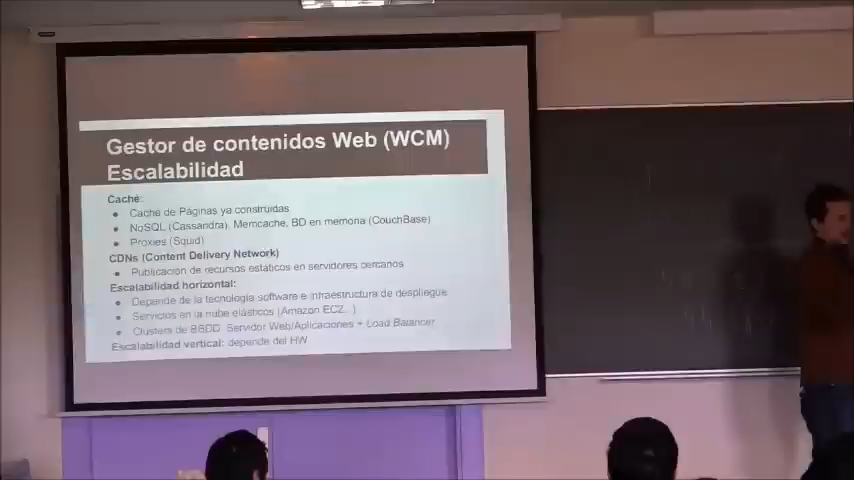 Gestor de contenidos Web (WCM)
Escalabilidad
Caché:
● Caché de Páginas ya construidas
● NoSQL (Cassandra), Memcache, BD en memoria (CouchBase)
● Proxies (Squid)
CDNs (Content Delivery Network)
● Publicación de recursos estáticos en servidores cercanos
Escalabilidad horizontal:
● Depende de la tecnología software e infraestructura de despliegue
● Servicios en la nube elásticos (Amazon EC2...)
● Clusters de BBDD, Servidor Web/Aplicaciones + Load Balancer
Escalabilidad vertical: depende del HW